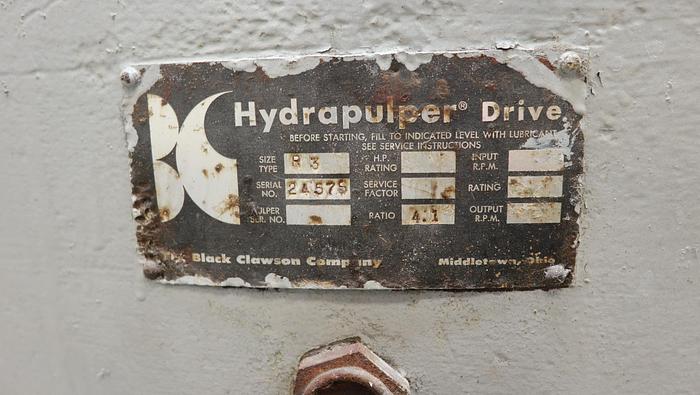 Hydrapulper® Drive
BEFORE STARTING, FILL TO INDICATED LEVEL WITH LUBRICANT
SEE SERVICE INSTRUCTIONS
SIZE TYPE R 3 H.P. RATING INPUT R.P.M.
SERIAL NO. 24575 SERVICE FACTOR RATING
SER. NO. RATIO 4.1 OUTPUT R.P.M.
Black Clawson Company Middletown, Ohio